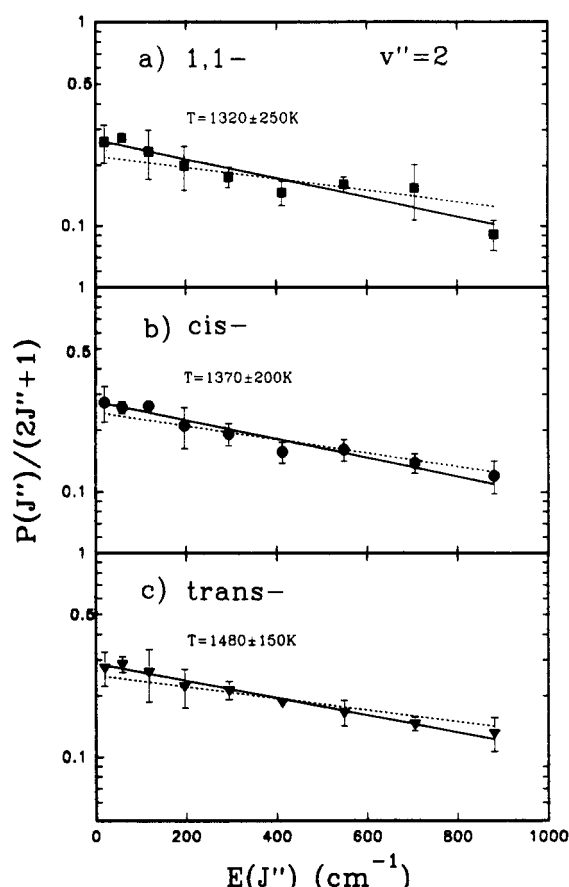 1
a) 1,1-
v''=2
0.5
T=1320±250K
0.1
1
b) cis-
0.5
T=1370±200K
0.1
1
c) trans-
0.5
T=1480±150K
0.1
0 200 400 600 800 1000
E(J'') (cm⁻¹)
P(J'')/(2J''+1)